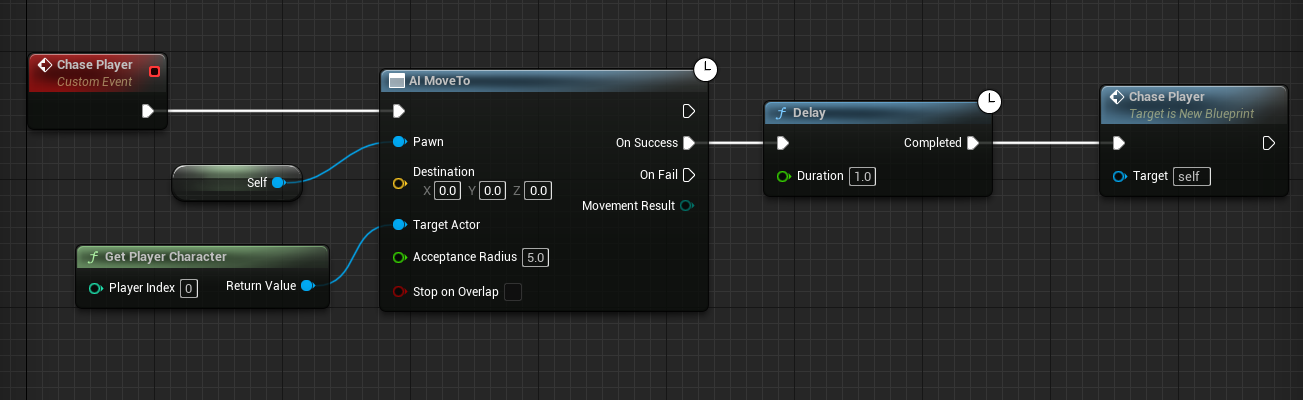 Chase Player
Custom Event
Self
f Get Player Character
Player Index 0
Return Value
AI MoveTo
Pawn
On Success
Destination
X 0.0 Y 0.0 Z 0.0
On Fail
Movement Result
Target Actor
Acceptance Radius 5.0
Stop on Overlap
f Delay
Completed
Duration 1.0
Chase Player
Target is New Blueprint
Target self